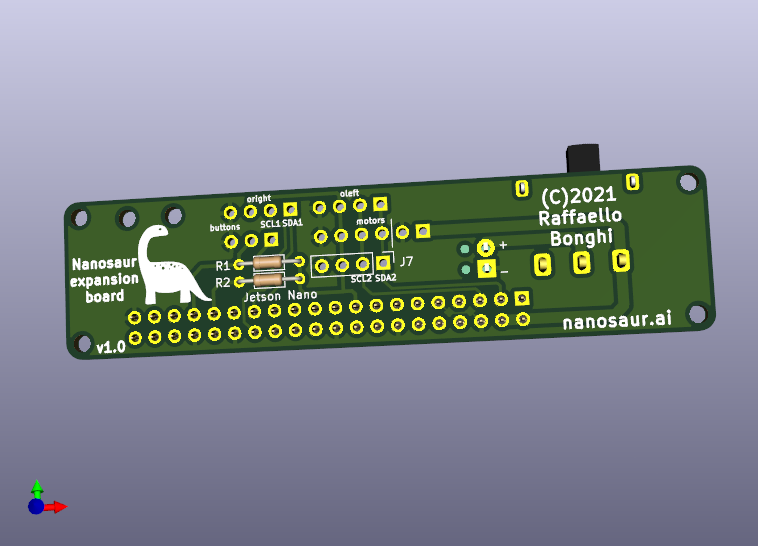 oright
oleft
buttons
SCL1 SDA1
motors
(C)2021
Raffaello
Bonghi
+
−
Nanosaur
expansion
board
R1
R2
J7
SCL2 SDA2
Jetson Nano
v1.0
nanosaur.ai